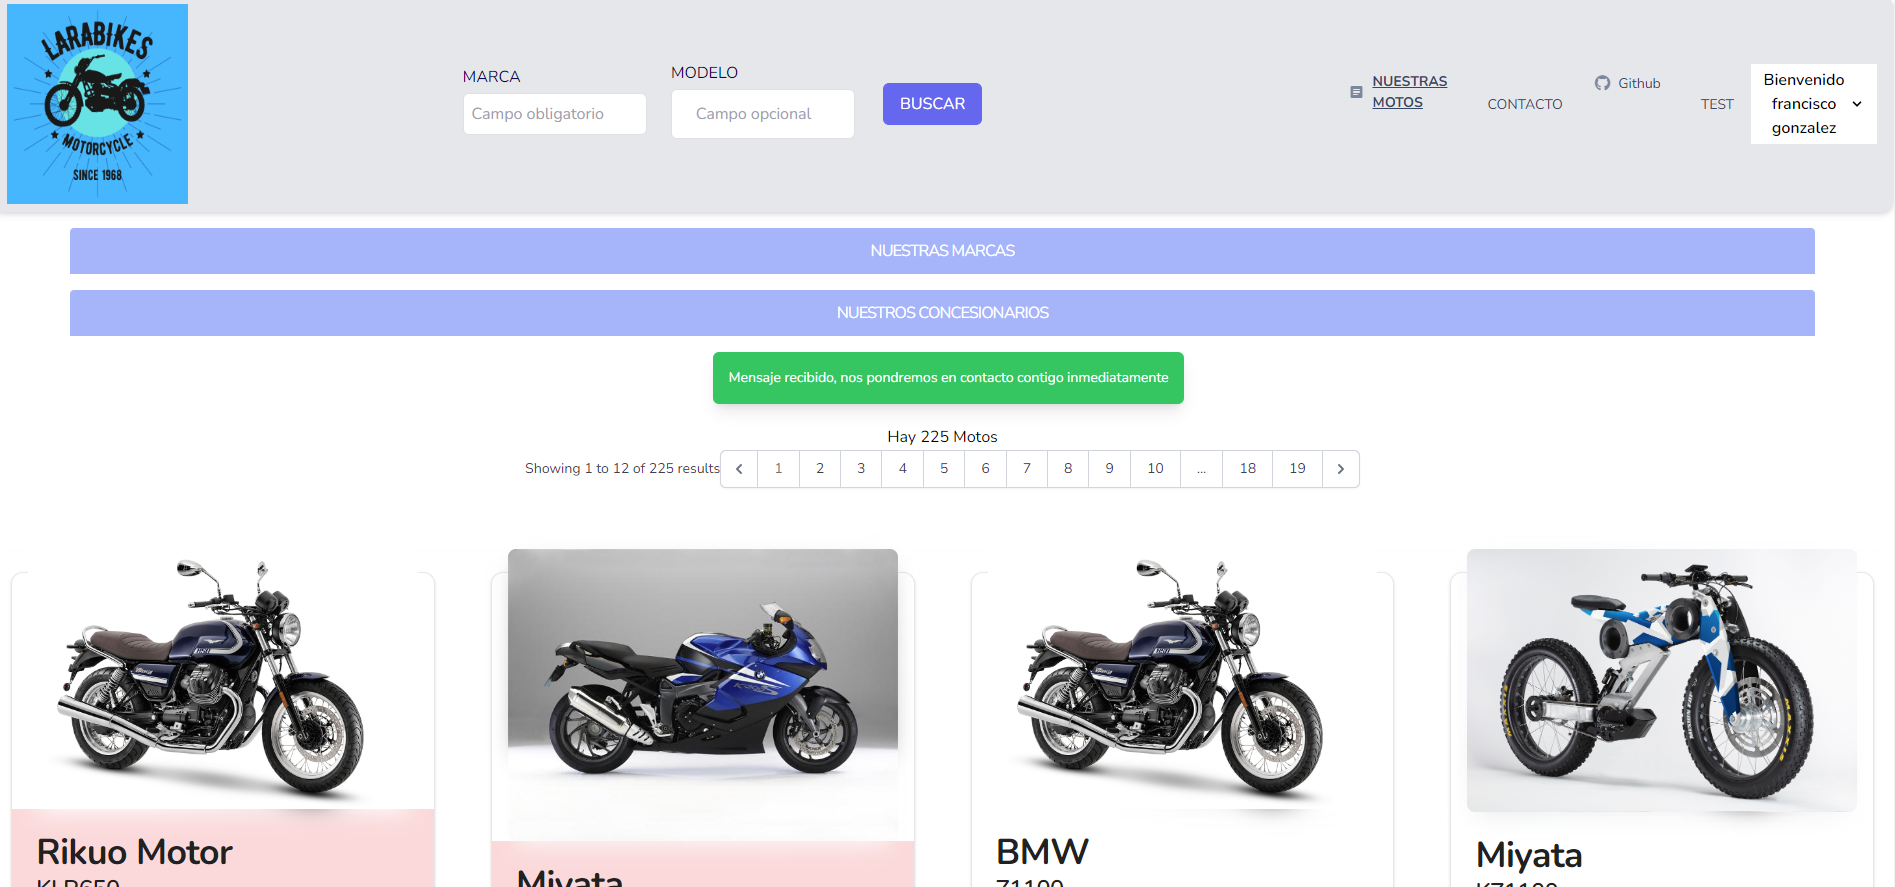 LARABIKES
MOTORCYCLE
SINCE 1968
MARCA
Campo obligatorio
MODELO
Campo opcional
BUSCAR
NUESTRAS
MOTOS
CONTACTO
Github
TEST
Bienvenido
francisco
gonzalez
NUESTRAS MARCAS
NUESTROS CONCESIONARIOS
Mensaje recibido, nos pondremos en contacto contigo inmediatamente
Hay 225 Motos
Showing 1 to 12 of 225 results
1 2 3 4 5 6 7 8 9 10 ... 18 19
Rikuo Motor
KLR650
Miyata
BMW
Z1100
Miyata
KZ1100